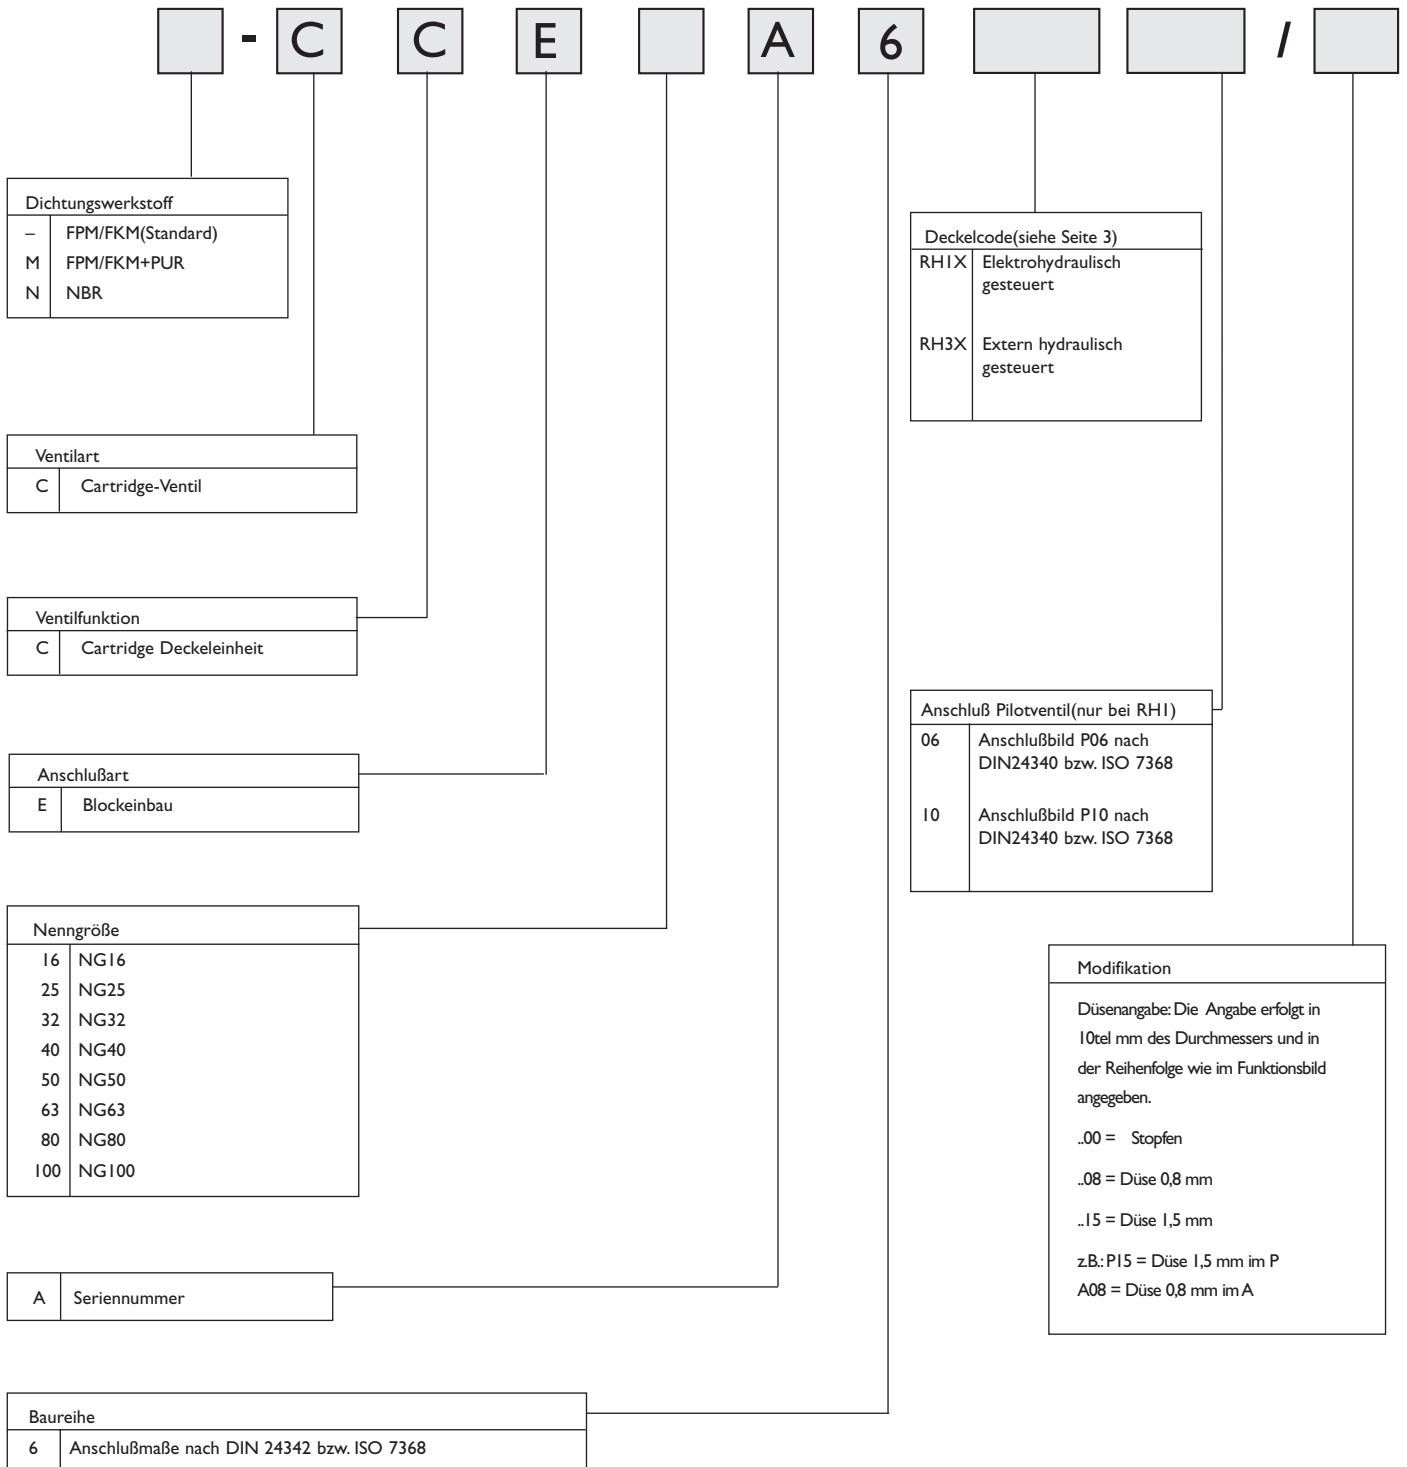 - C C E A 6 /
Dichtungswerkstoff
– FPM/FKM(Standard)
M FPM/FKM+PUR
N NBR
Deckelcode(siehe Seite 3)
RH1X Elektrohydraulisch
gesteuert
RH3X Extern hydraulisch
gesteuert
Ventilart
C Cartridge-Ventil
Ventilfunktion
C Cartridge Deckeleinheit
Anschluß Pilotventil(nur bei RH1)
06 Anschlußbild P06 nach
DIN24340 bzw. ISO 7368
10 Anschlußbild P10 nach
DIN24340 bzw. ISO 7368
Anschlußart
E Blockeinbau
Nenngröße
16 NG16
25 NG25
32 NG32
40 NG40
50 NG50
63 NG63
80 NG80
100 NG100
Modifikation
Düsenangabe: Die Angabe erfolgt in
10tel mm des Durchmessers und in
der Reihenfolge wie im Funktionsbild
angegeben.
..00 = Stopfen
..08 = Düse 0,8 mm
..15 = Düse 1,5 mm
z.B.: P15 = Düse 1,5 mm im P
A08 = Düse 0,8 mm im A
A Seriennummer
Baureihe
6 Anschlußmaße nach DIN 24342 bzw. ISO 7368